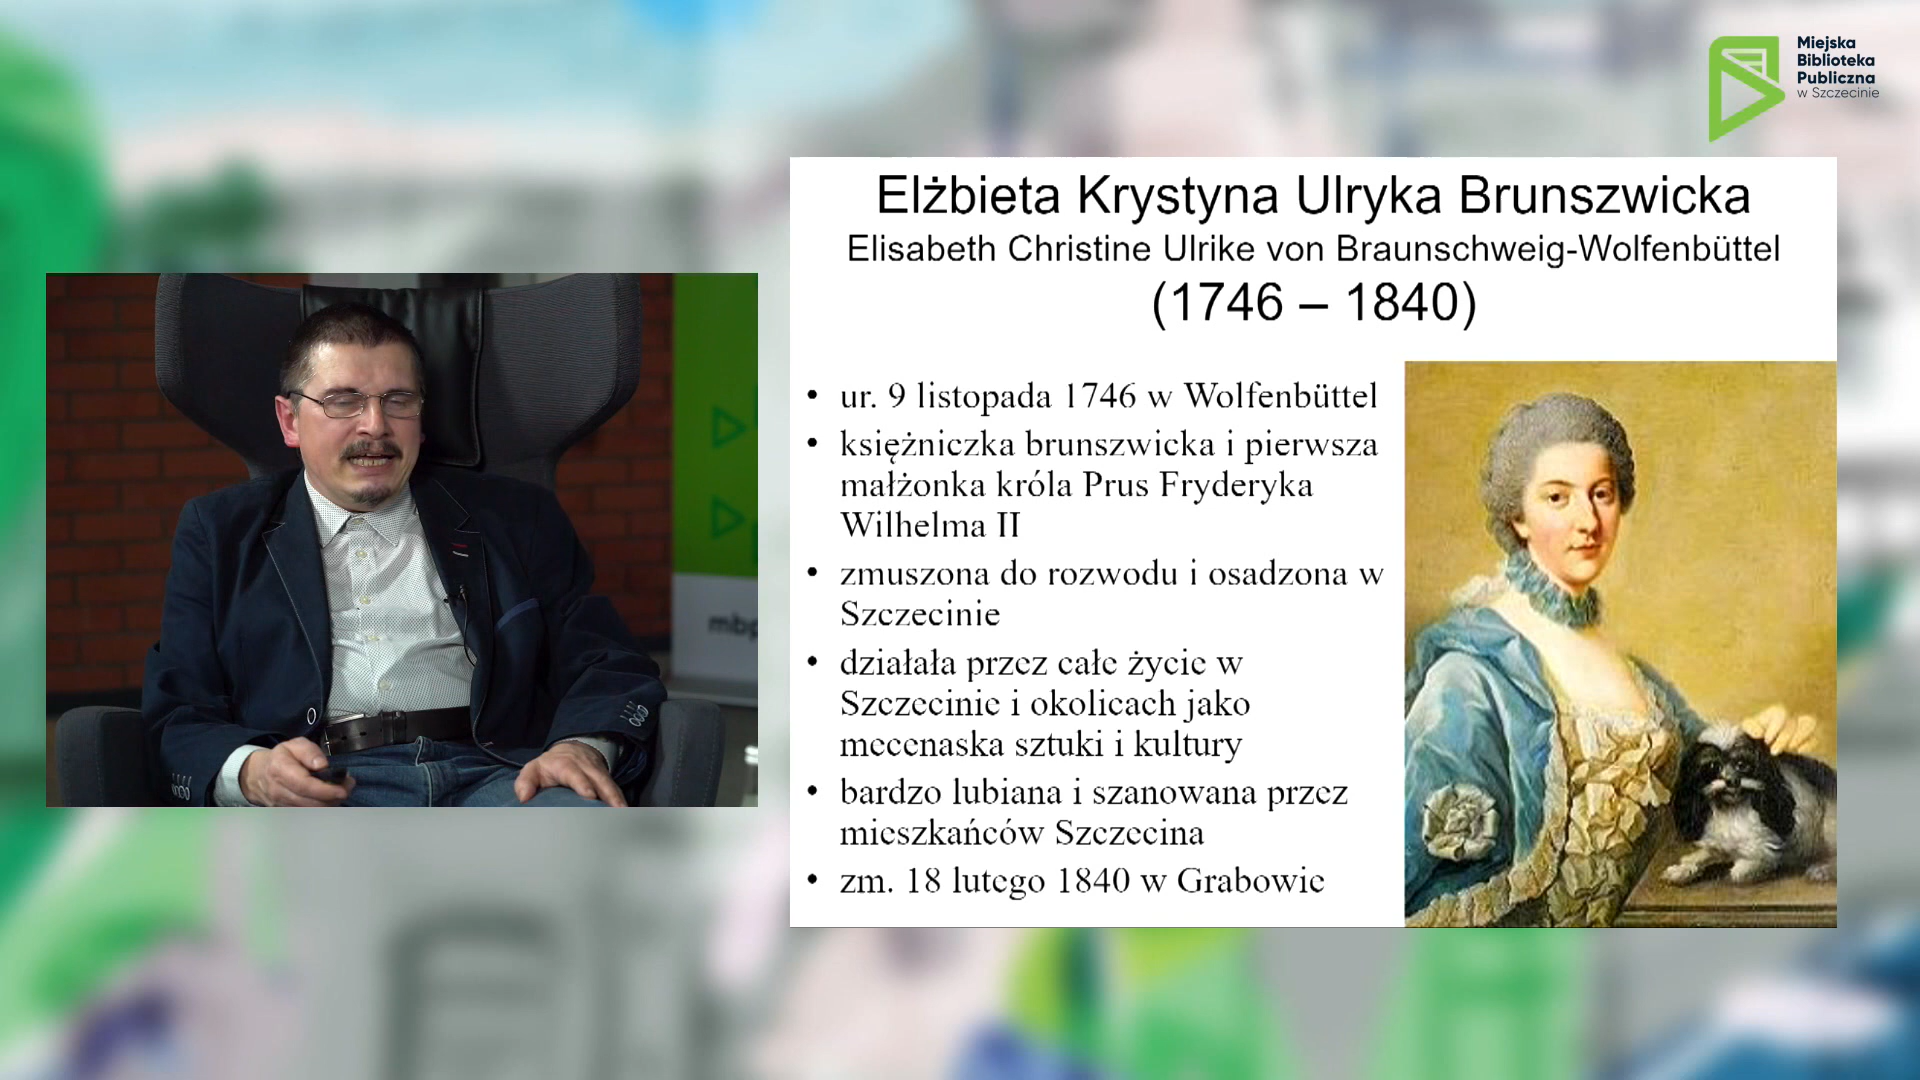 Miejska
Biblioteka
Publiczna
w Szczecinie
Elżbieta Krystyna Ulryka Brunszwicka
Elisabeth Christine Ulrike von Braunschweig-Wolfenbüttel
(1746 – 1840)
• ur. 9 listopada 1746 w Wolfenbüttel
• księżniczka brunszwicka i pierwsza
małżonka króla Prus Fryderyka
Wilhelma II
• zmuszona do rozwodu i osadzona w
Szczecinie
• działała przez całe życie w
Szczecinie i okolicach jako
mecenaska sztuki i kultury
• bardzo lubiana i szanowana przez
mieszkańców Szczecina
• zm. 18 lutego 1840 w Grabowie
mbp